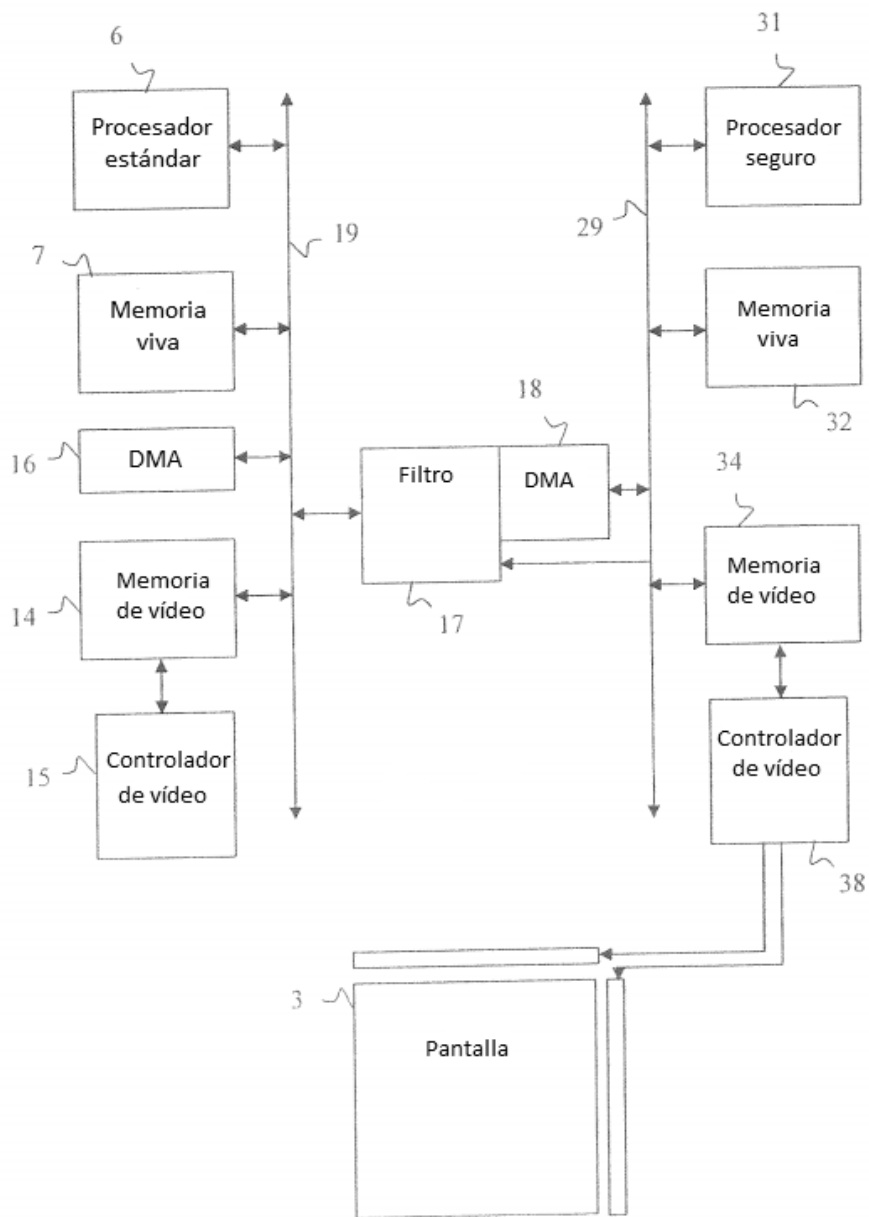 6
31
Procesador
estándar
Procesador
seguro
19
29
7
Memoria
viva
Memoria
viva
32
16
DMA
18
Filtro
DMA
34
14
Memoria
de vídeo
17
Memoria
de vídeo
15
Controlador
de vídeo
Controlador
de vídeo
38
3
Pantalla